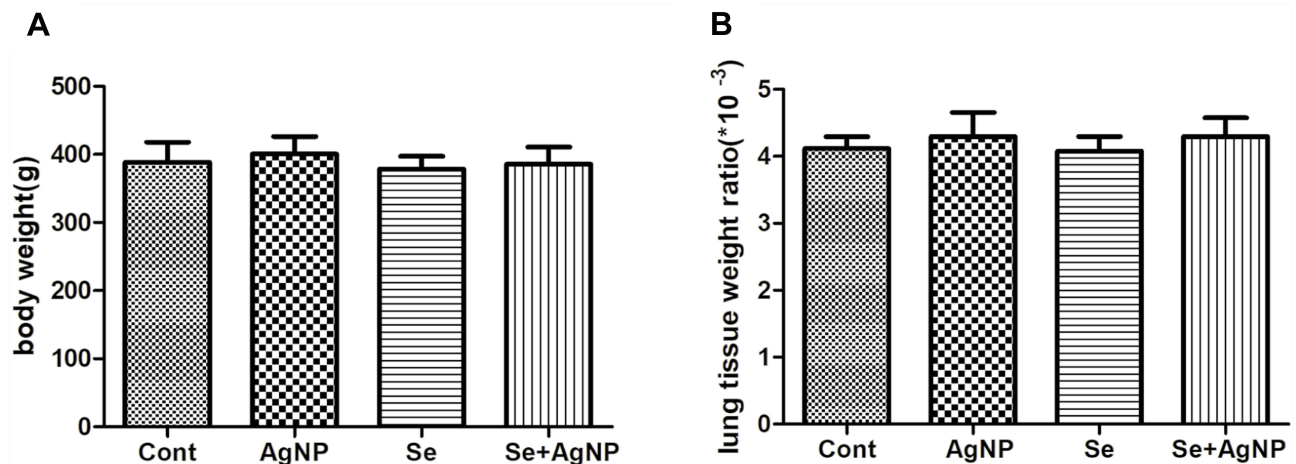 A
body weight(g)
500
400
300
200
100
0
Cont AgNP Se Se+AgNP
B
lung tissue weight ratio(*10 -3)
5
4
3
2
1
0
Cont AgNP Se Se+AgNP